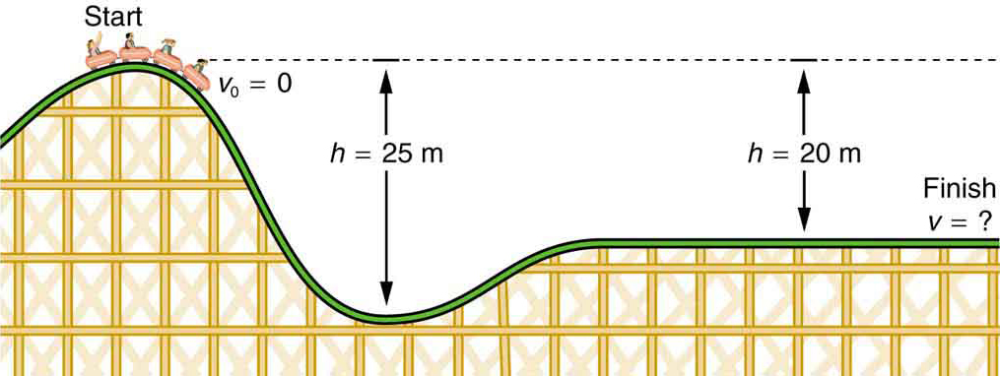 Start
v₀ = 0
h = 25 m
h = 20 m
Finish
v = ?